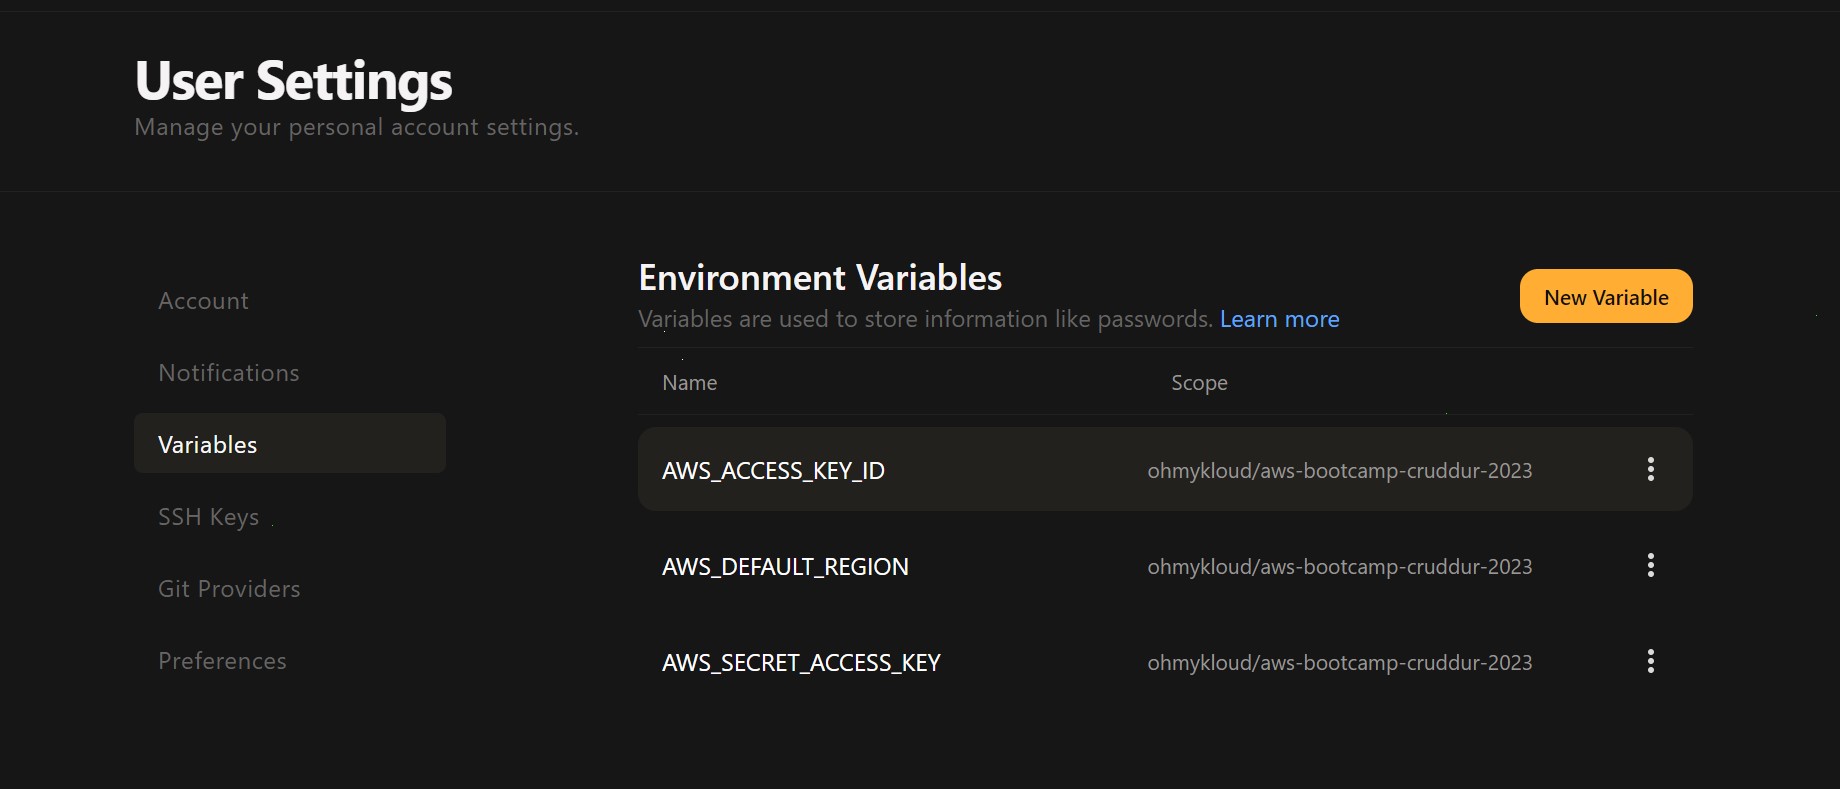 User Settings
Manage your personal account settings.
Account
Notifications
Variables
SSH Keys
Git Providers
Preferences
Environment Variables
Variables are used to store information like passwords. Learn more
New Variable
Name Scope
AWS_ACCESS_KEY_ID ohmykloud/aws-bootcamp-cruddur-2023
AWS_DEFAULT_REGION ohmykloud/aws-bootcamp-cruddur-2023
AWS_SECRET_ACCESS_KEY ohmykloud/aws-bootcamp-cruddur-2023